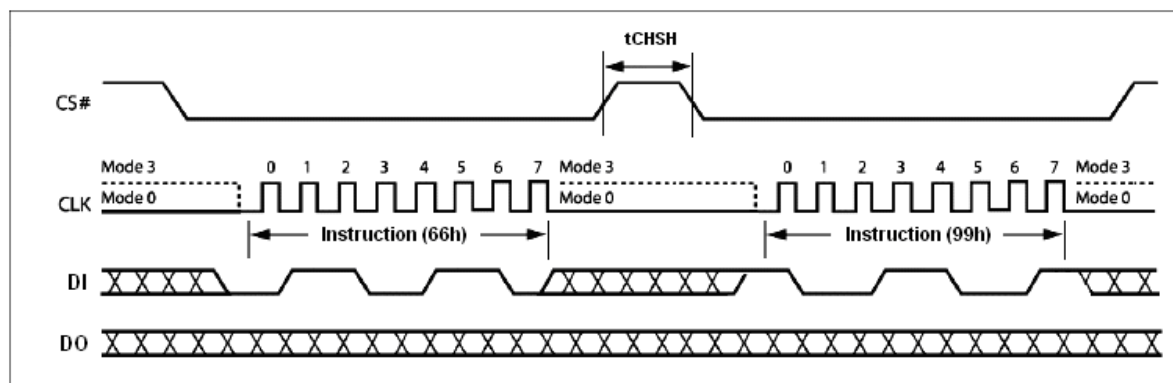 tCHSH
CS#
Mode 3 0 1 2 3 4 5 6 7 Mode 3 0 1 2 3 4 5 6 7 Mode 3
CLK Mode 0 Mode 0 Mode 0
Instruction (66h) Instruction (99h)
DI
DO